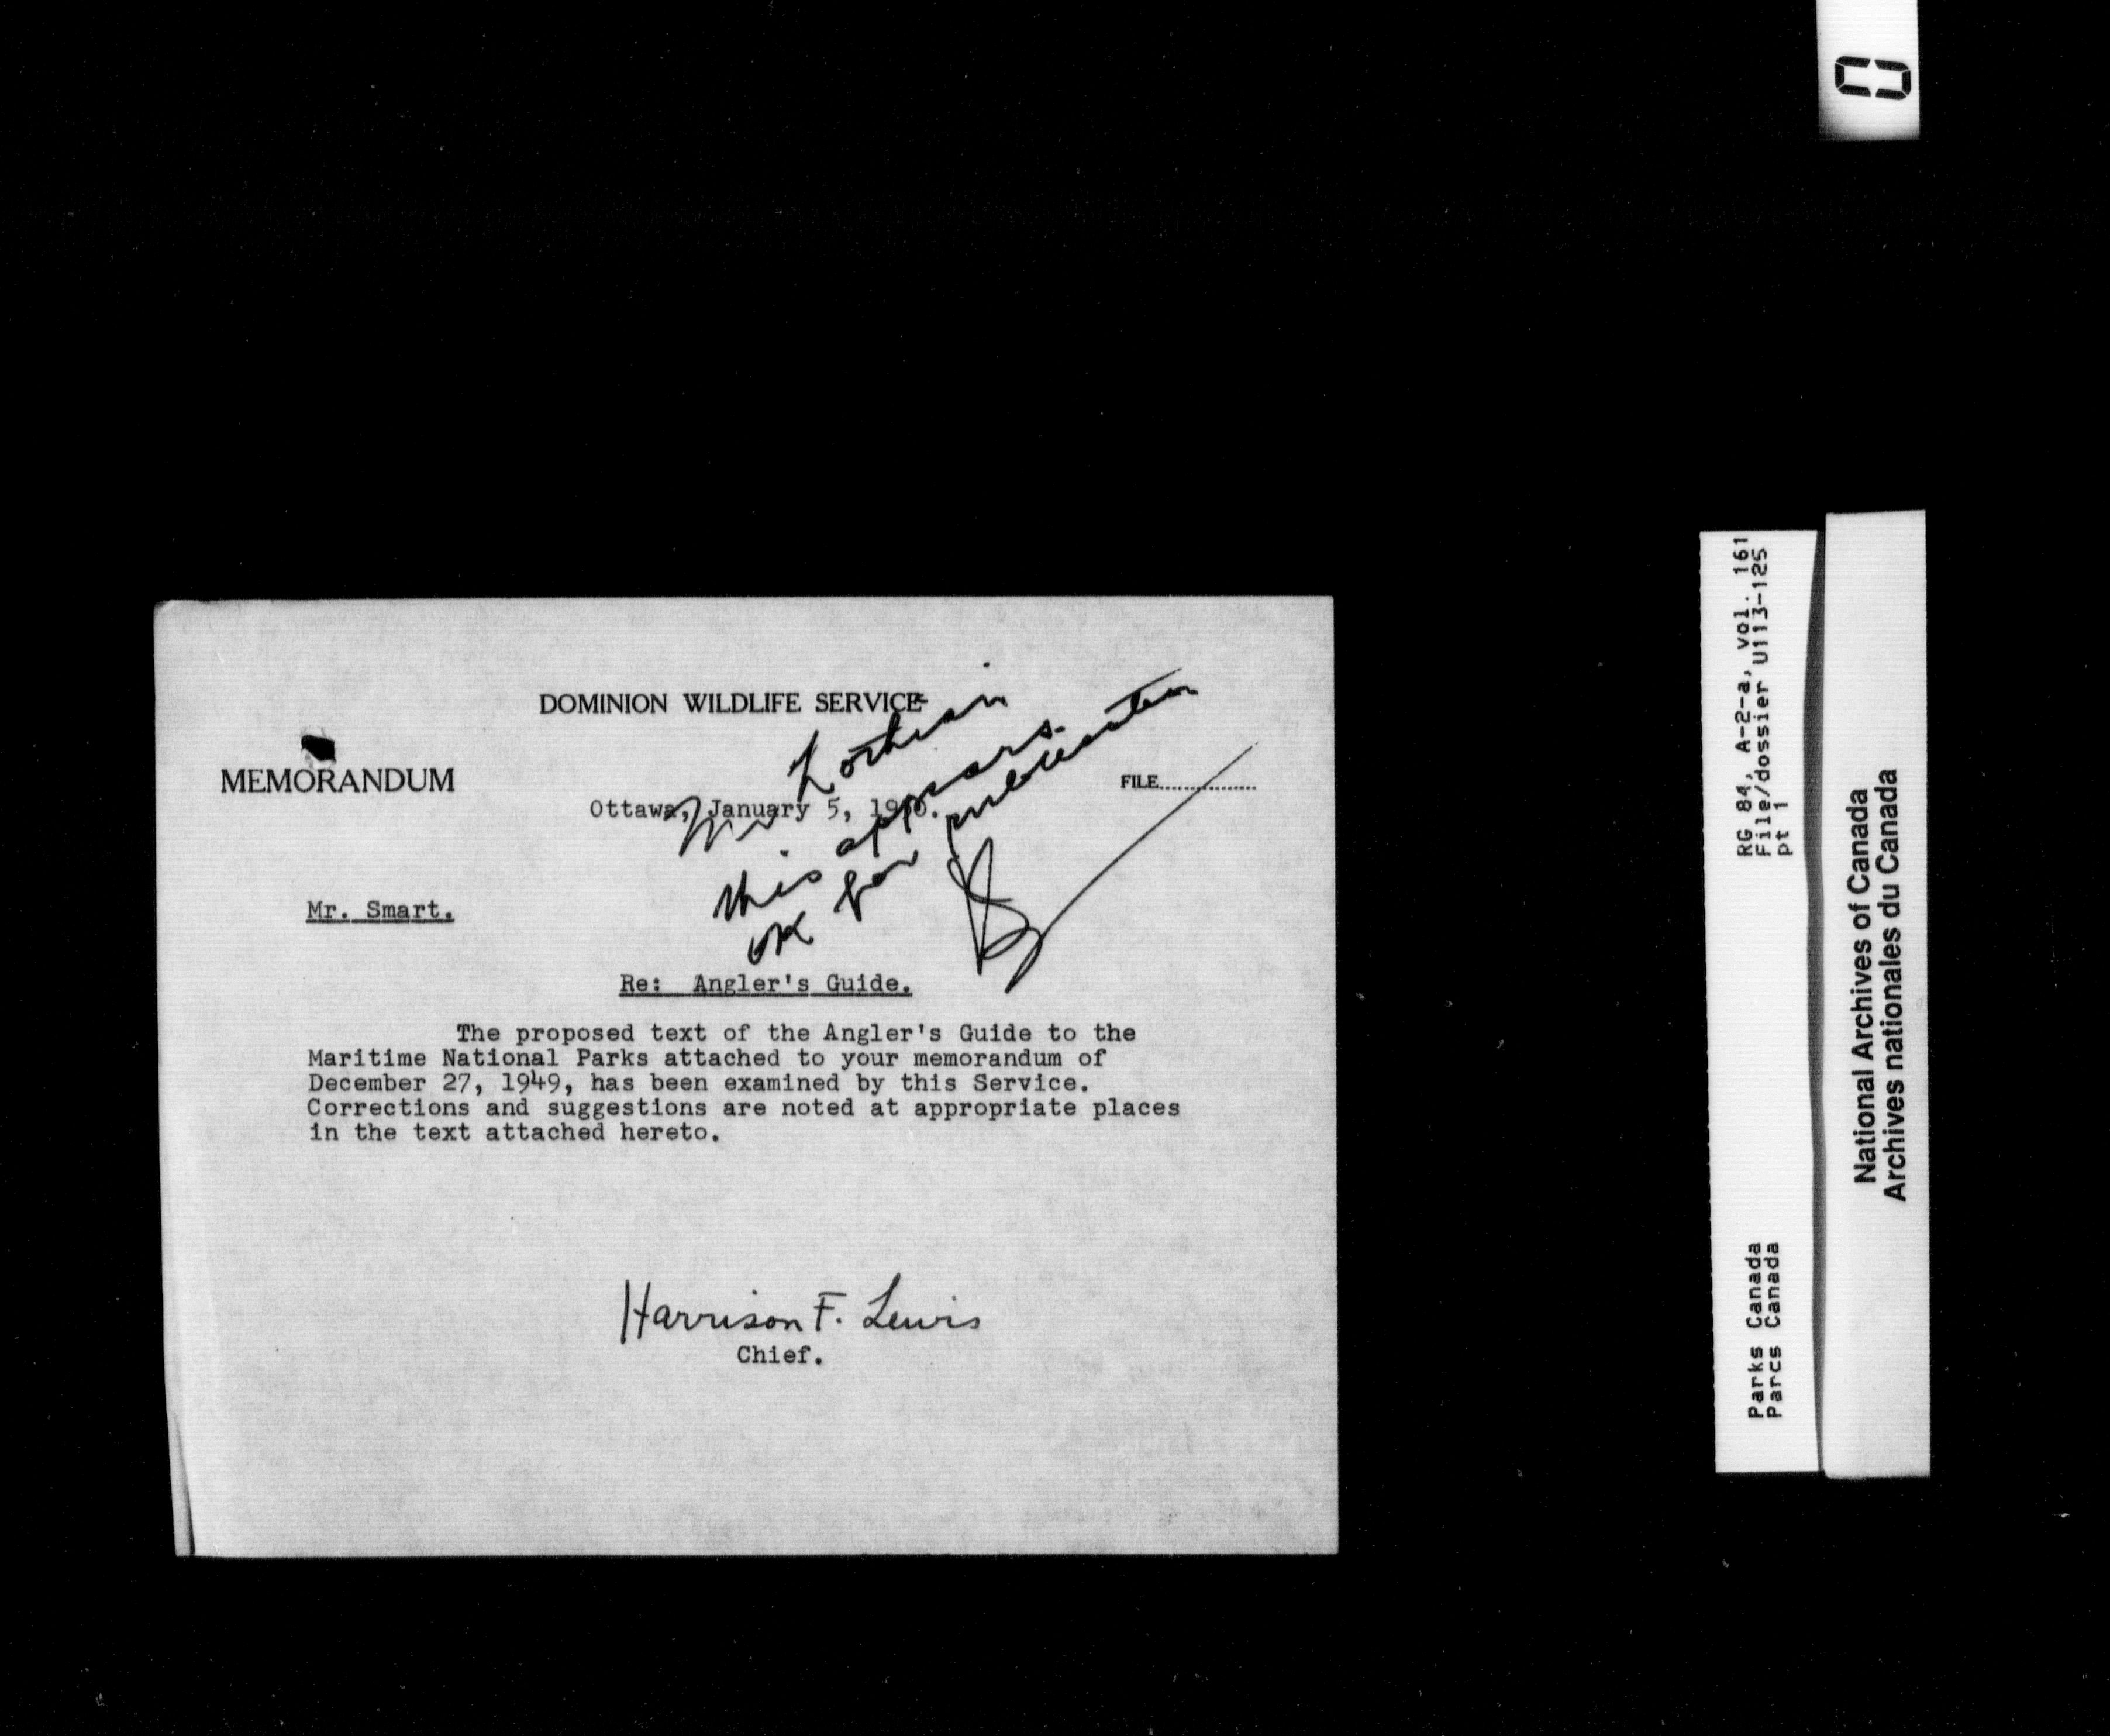 DOMINION WILDLIFE SERVICE
MEMORANDUM
FILE
Ottawa, January 5, 1950.
Mr. Lothian
this appears
OK for publication
Mr. Smart.
Re: Angler's Guide.
The proposed text of the Angler's Guide to the
Maritime National Parks attached to your memorandum of
December 27, 1949, has been examined by this Service.
Corrections and suggestions are noted at appropriate places
in the text attached hereto.
Harrison F. Lewis
Chief.
RG 84, A-2-a, vol. 161
File/dossier U113-125
pt 1
Parks Canada
Parcs Canada
National Archives of Canada
Archives nationales du Canada